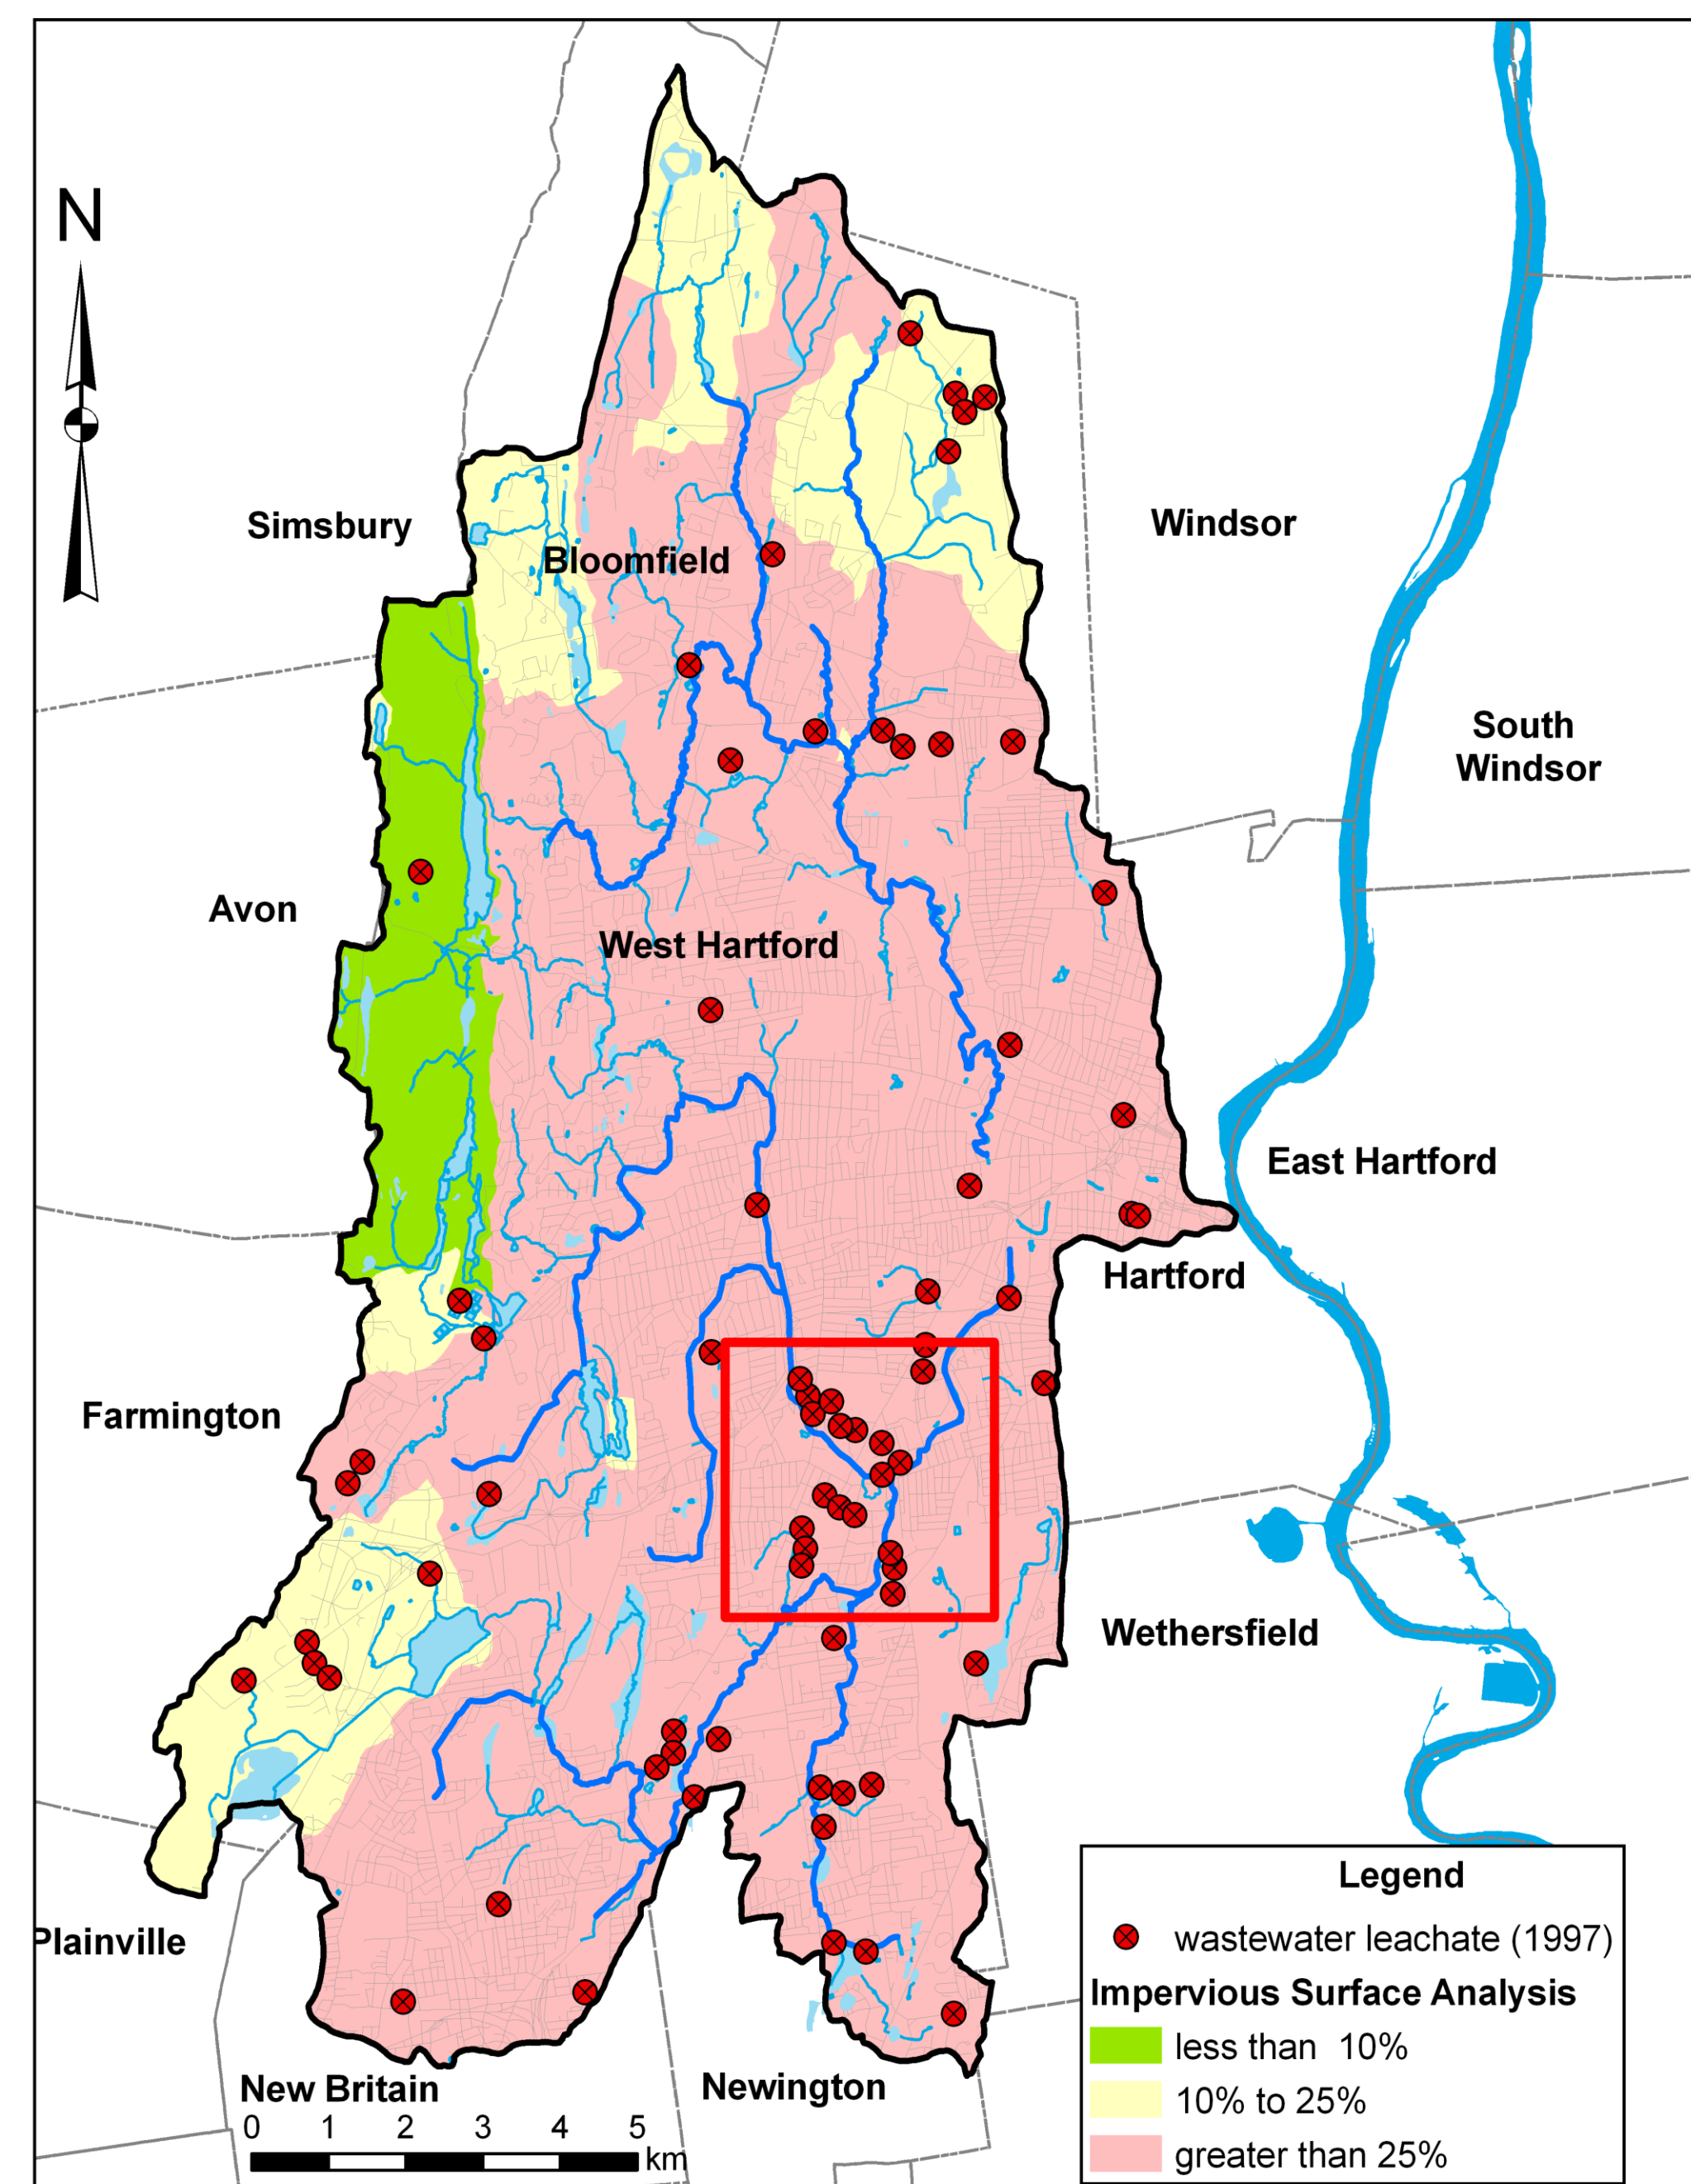 N
Simsbury
Bloomfield
Windsor
South
Windsor
Avon
West Hartford
East Hartford
Hartford
Farmington
Wethersfield
Plainville
New Britain
Newington
0 1 2 3 4 5
km
Legend
wastewater leachate (1997)
Impervious Surface Analysis
less than 10%
10% to 25%
greater than 25%